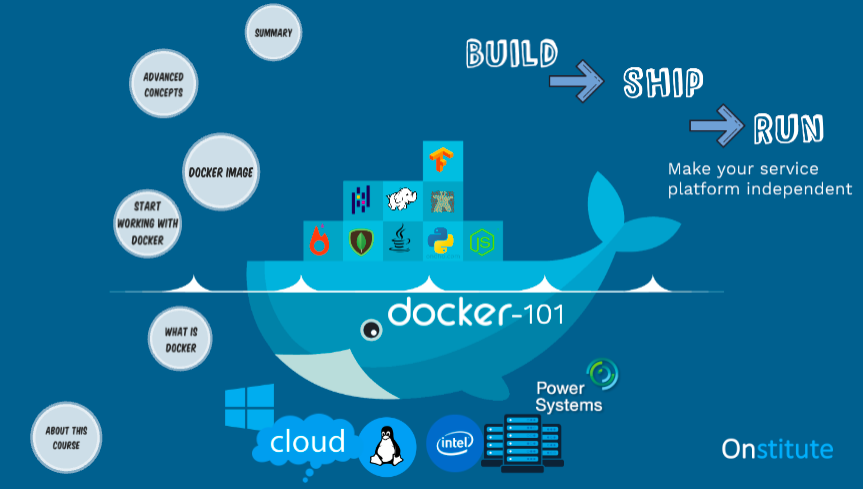 SUMMARY
ADVANCED
CONCEPTS
DOCKER IMAGE
START
WORKING WITH
DOCKER
WHAT IS
DOCKER
ABOUT THIS
COURSE
BUILD
SHIP
RUN
Make your service
platform independent
JS
docker-101
cloud
intel
Power
Systems
Onstitute